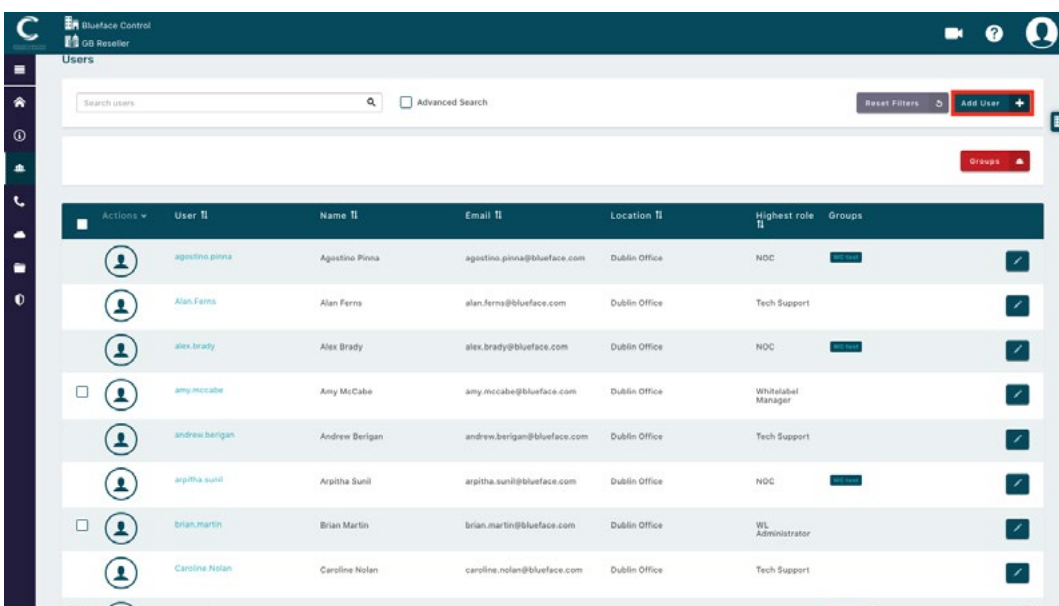 Blueface Control
GB Reseller
Users
Search users
Advanced Search
Reset Filters
Add User
Groups
Actions User Name Email Location Highest role Groups
agostino.pinna Agostino Pinna agostino.pinna@blueface.com Dublin Office NOC
Alan.Ferns Alan Ferns alan.ferns@blueface.com Dublin Office Tech Support
alex.brady Alex Brady alex.brady@blueface.com Dublin Office NOC
amy.mccabe Amy McCabe amy.mccabe@blueface.com Dublin Office Whitelabel
Manager
andrew.berigan Andrew Berigan andrew.berigan@blueface.com Dublin Office Tech Support
arpitha.sunil Arpitha Sunil arpitha.sunil@blueface.com Dublin Office NOC
brian.martin Brian Martin brian.martin@blueface.com Dublin Office WL
Administrator
Caroline.Nolan Caroline Nolan caroline.nolan@blueface.com Dublin Office Tech Support